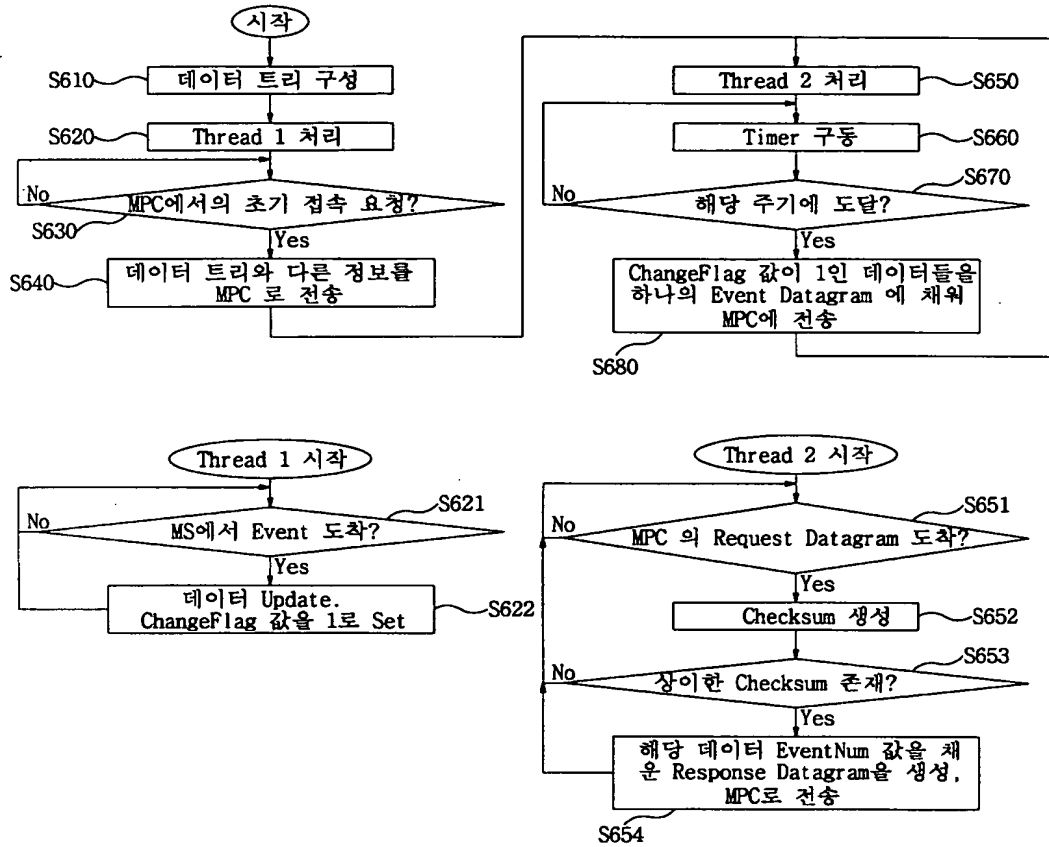 시작
S610
데이터 트리 구성
S620
Thread 1 처리
No
MPC에서의 초기 접속 요청?
S630
Yes
S640
데이터 트리와 다른 정보를
MPC 로 전송
Thread 2 처리
S650
Timer 구동
S660
S670
No
해당 주기에 도달?
Yes
ChangeFlag 값이 1인 데이터들을
하나의 Event Datagram 에 채워
MPC에 전송
S680
Thread 1 시작
S621
No
MS에서 Event 도착?
Yes
데이터 Update.
ChangeFlag 값을 1로 Set
S622
Thread 2 시작
S651
No
MPC 의 Request Datagram 도착?
Yes
Checksum 생성
S652
S653
No
상이한 Checksum 존재?
Yes
해당 데이터 EventNum 값을 채
운 Response Datagram을 생성,
MPC로 전송
S654